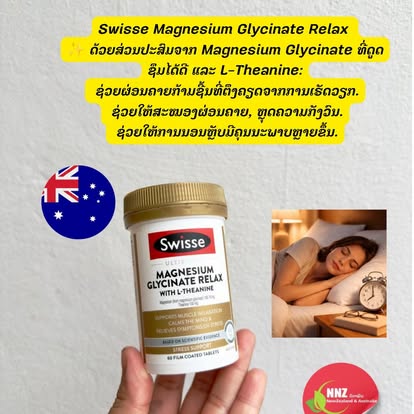 Swisse Magnesium Glycinate Relax
✨ ດ້ວຍສ່ວນປະສົມຈາກ Magnesium Glycinate ທີ່ດູດ
ຊຶມໄດ້ດີ ແລະ L-Theanine:
ຊ່ວຍຜ່ອນຄາຍກ້າມຊີ້ນທີ່ຕຶງຄຽດຈາກການເຮັດວຽກ.
ຊ່ວຍໃຫ້ສະໝອງຜ່ອນຄາຍ, ຫຼຸດຄວາມກັງວົນ.
ຊ່ວຍໃຫ້ການນອນຫຼັບມີຄຸນນະພາບຫຼາຍຂຶ້ນ.
Swisse
MAGNESIUM
GLYCINATE RELAX
WITH L-THEANINE
SUPPORTS MUSCLE RELAXATION
CALMS THE MIND &
RELIEVES SYMPTOMS OF STRESS
BASED ON SCIENTIFIC EVIDENCE
STRESS SUPPORT
60 FILM COATED TABLETS
NNZ
NewZealand & Australia